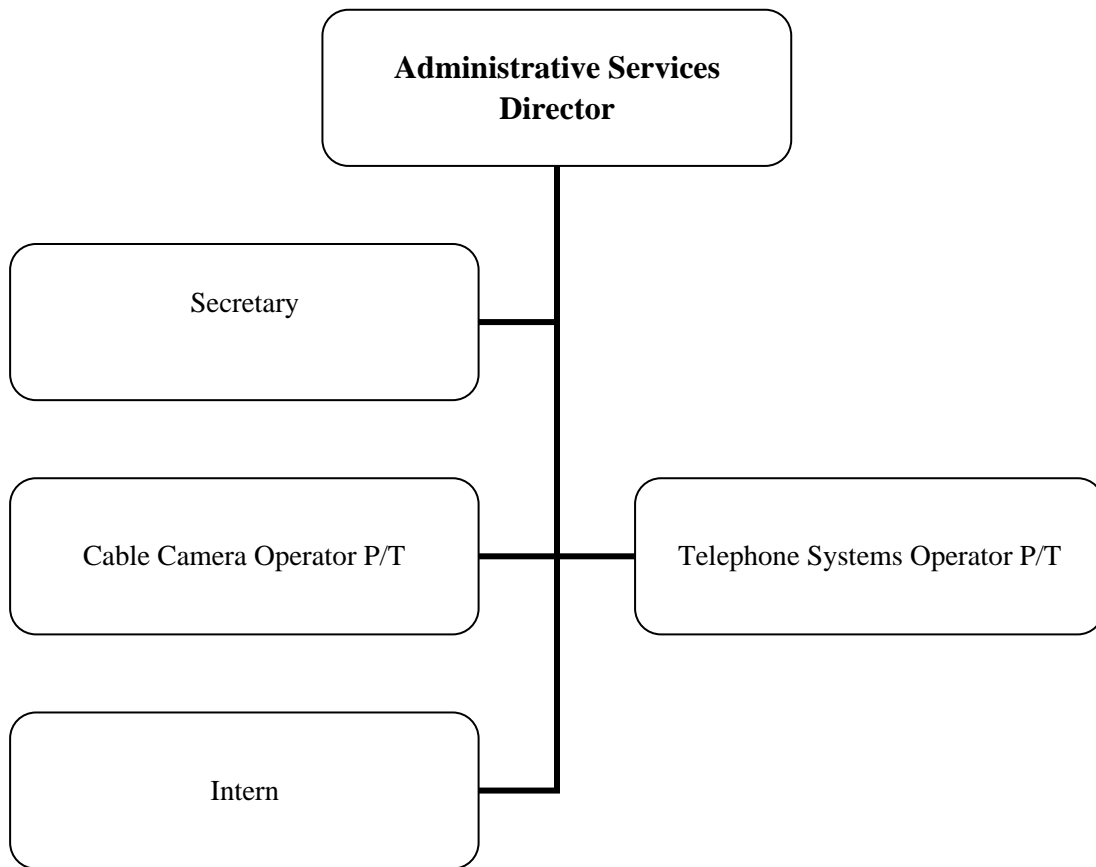 Administrative Services
Director
Secretary
Cable Camera Operator P/T
Telephone Systems Operator P/T
Intern